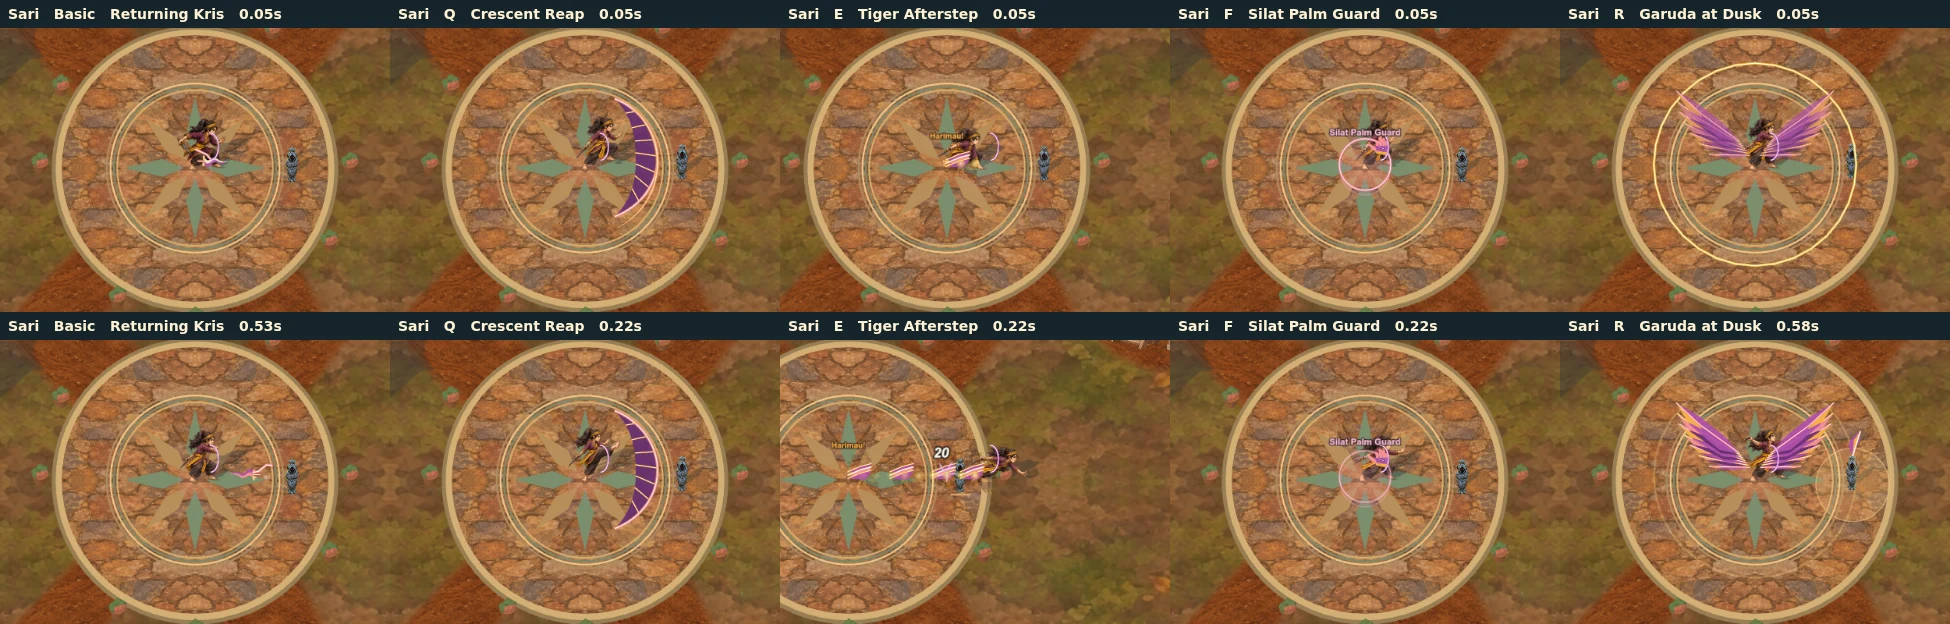 Sari Basic Returning Kris 0.05s
Sari Q Crescent Reap 0.05s
Sari E Tiger Afterstep 0.05s
Sari F Silat Palm Guard 0.05s
Sari R Garuda at Dusk 0.05s
Harimau!
Silat Palm Guard
Sari Basic Returning Kris 0.53s
Sari Q Crescent Reap 0.22s
Sari E Tiger Afterstep 0.22s
Sari F Silat Palm Guard 0.22s
Sari R Garuda at Dusk 0.58s
Harimau!
20
Silat Palm Guard